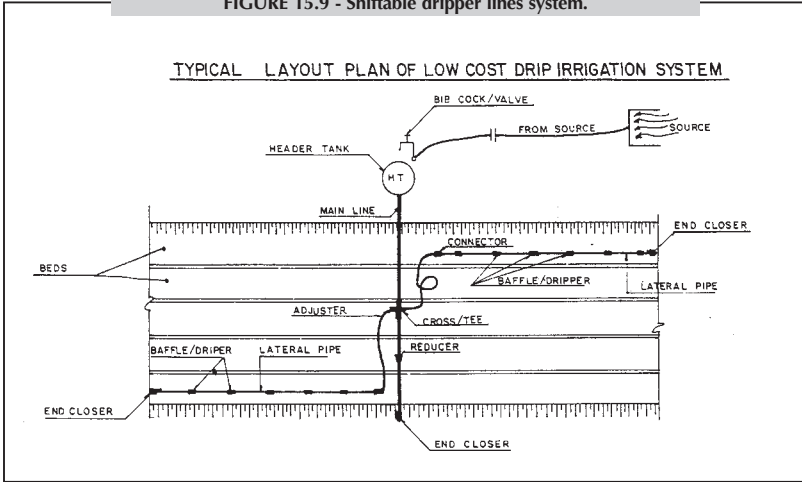 FIGURE 15.9 - Shiftable dripper lines system.
TYPICAL LAYOUT PLAN OF LOW COST DRIP IRRIGATION SYSTEM
BIB COCK/VALVE
FROM SOURCE
SOURCE
HEADER TANK
HT
MAIN LINE
END CLOSER
CONNECTOR
BEDS
BAFFLE/DRIPPER
LATERAL PIPE
ADJUSTER
CROSS/TEE
REDUCER
BAFFLE/DRIPER
LATERAL PIPE
END CLOSER
END CLOSER